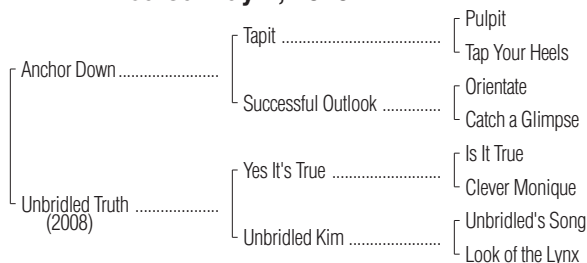 Pulpit
Tapit
Tap Your Heels
Anchor Down
Orientate
Successful Outlook
Catch a Glimpse
Is It True
Yes It's True
Clever Monique
Unbridled Truth
(2008)
Unbridled's Song
Unbridled Kim
Look of the Lynx